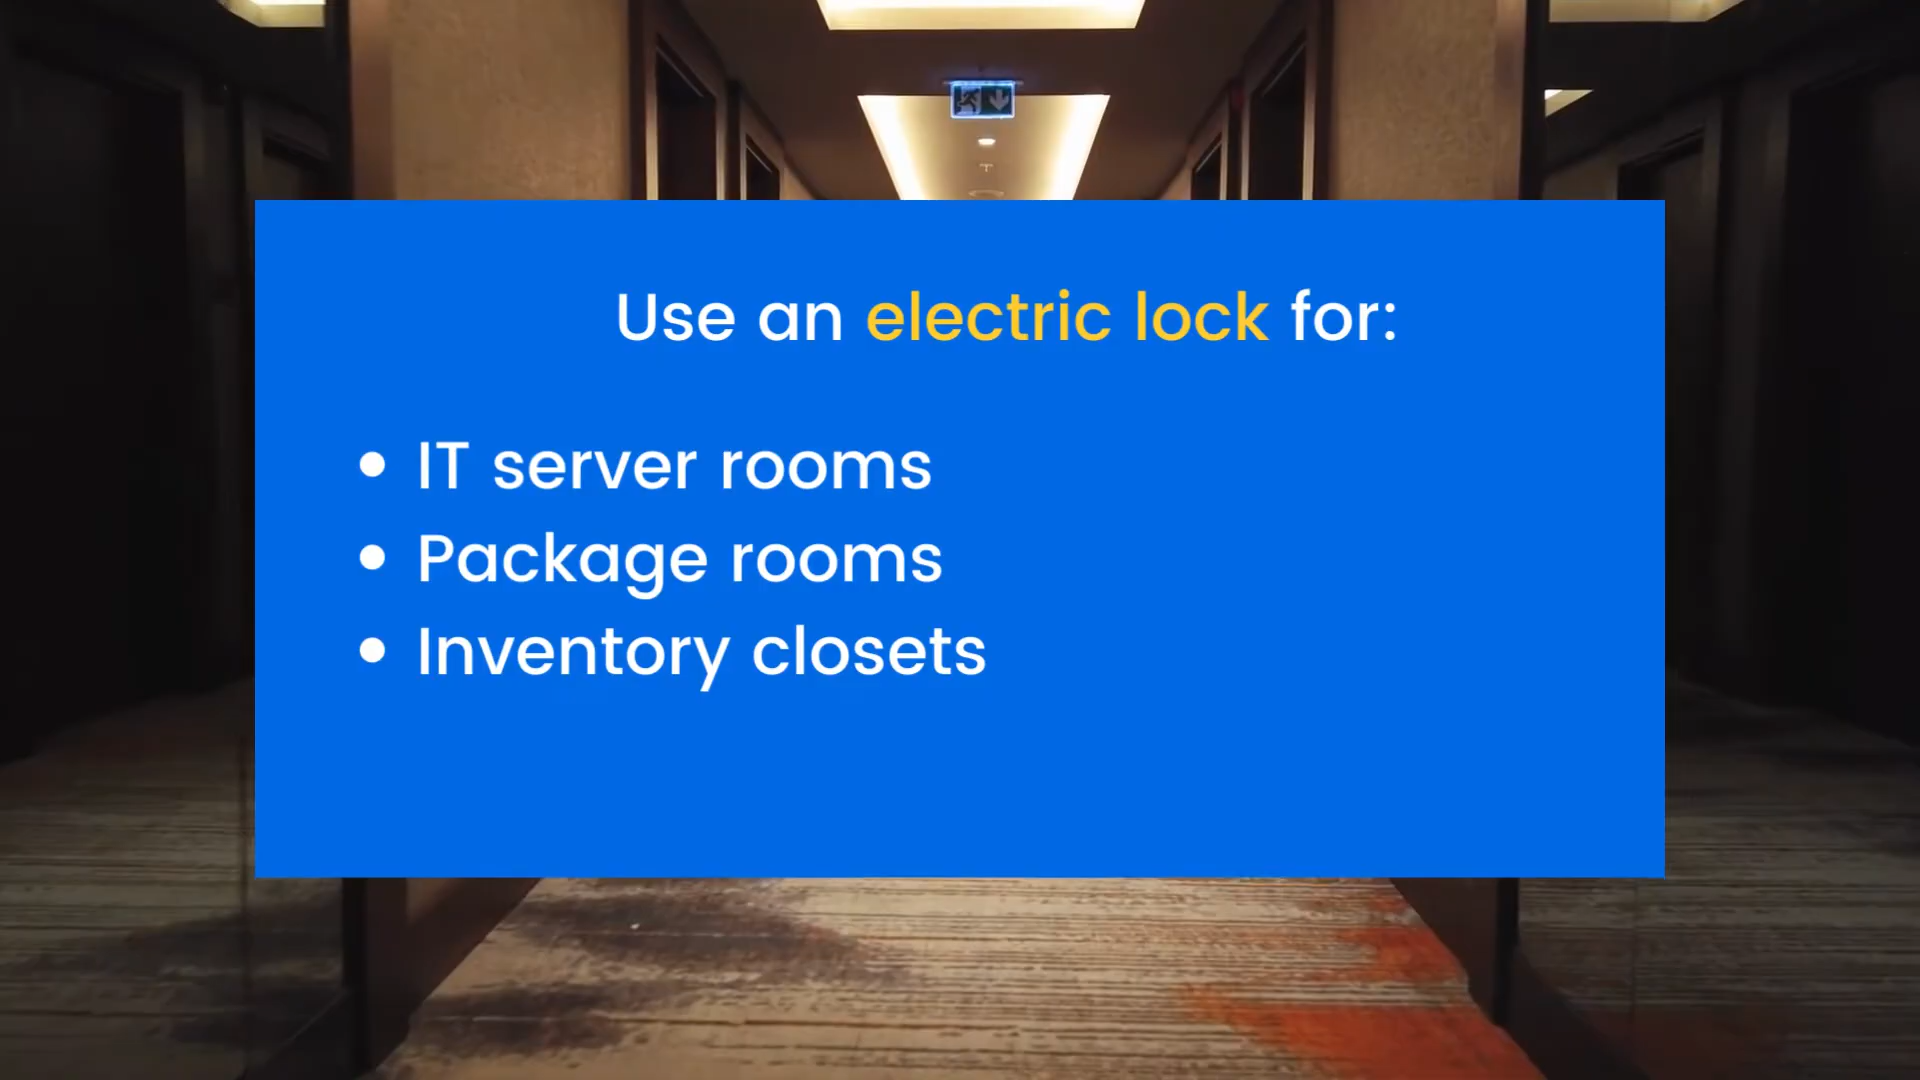 Use an electric lock for:
• IT server rooms
• Package rooms
• Inventory closets